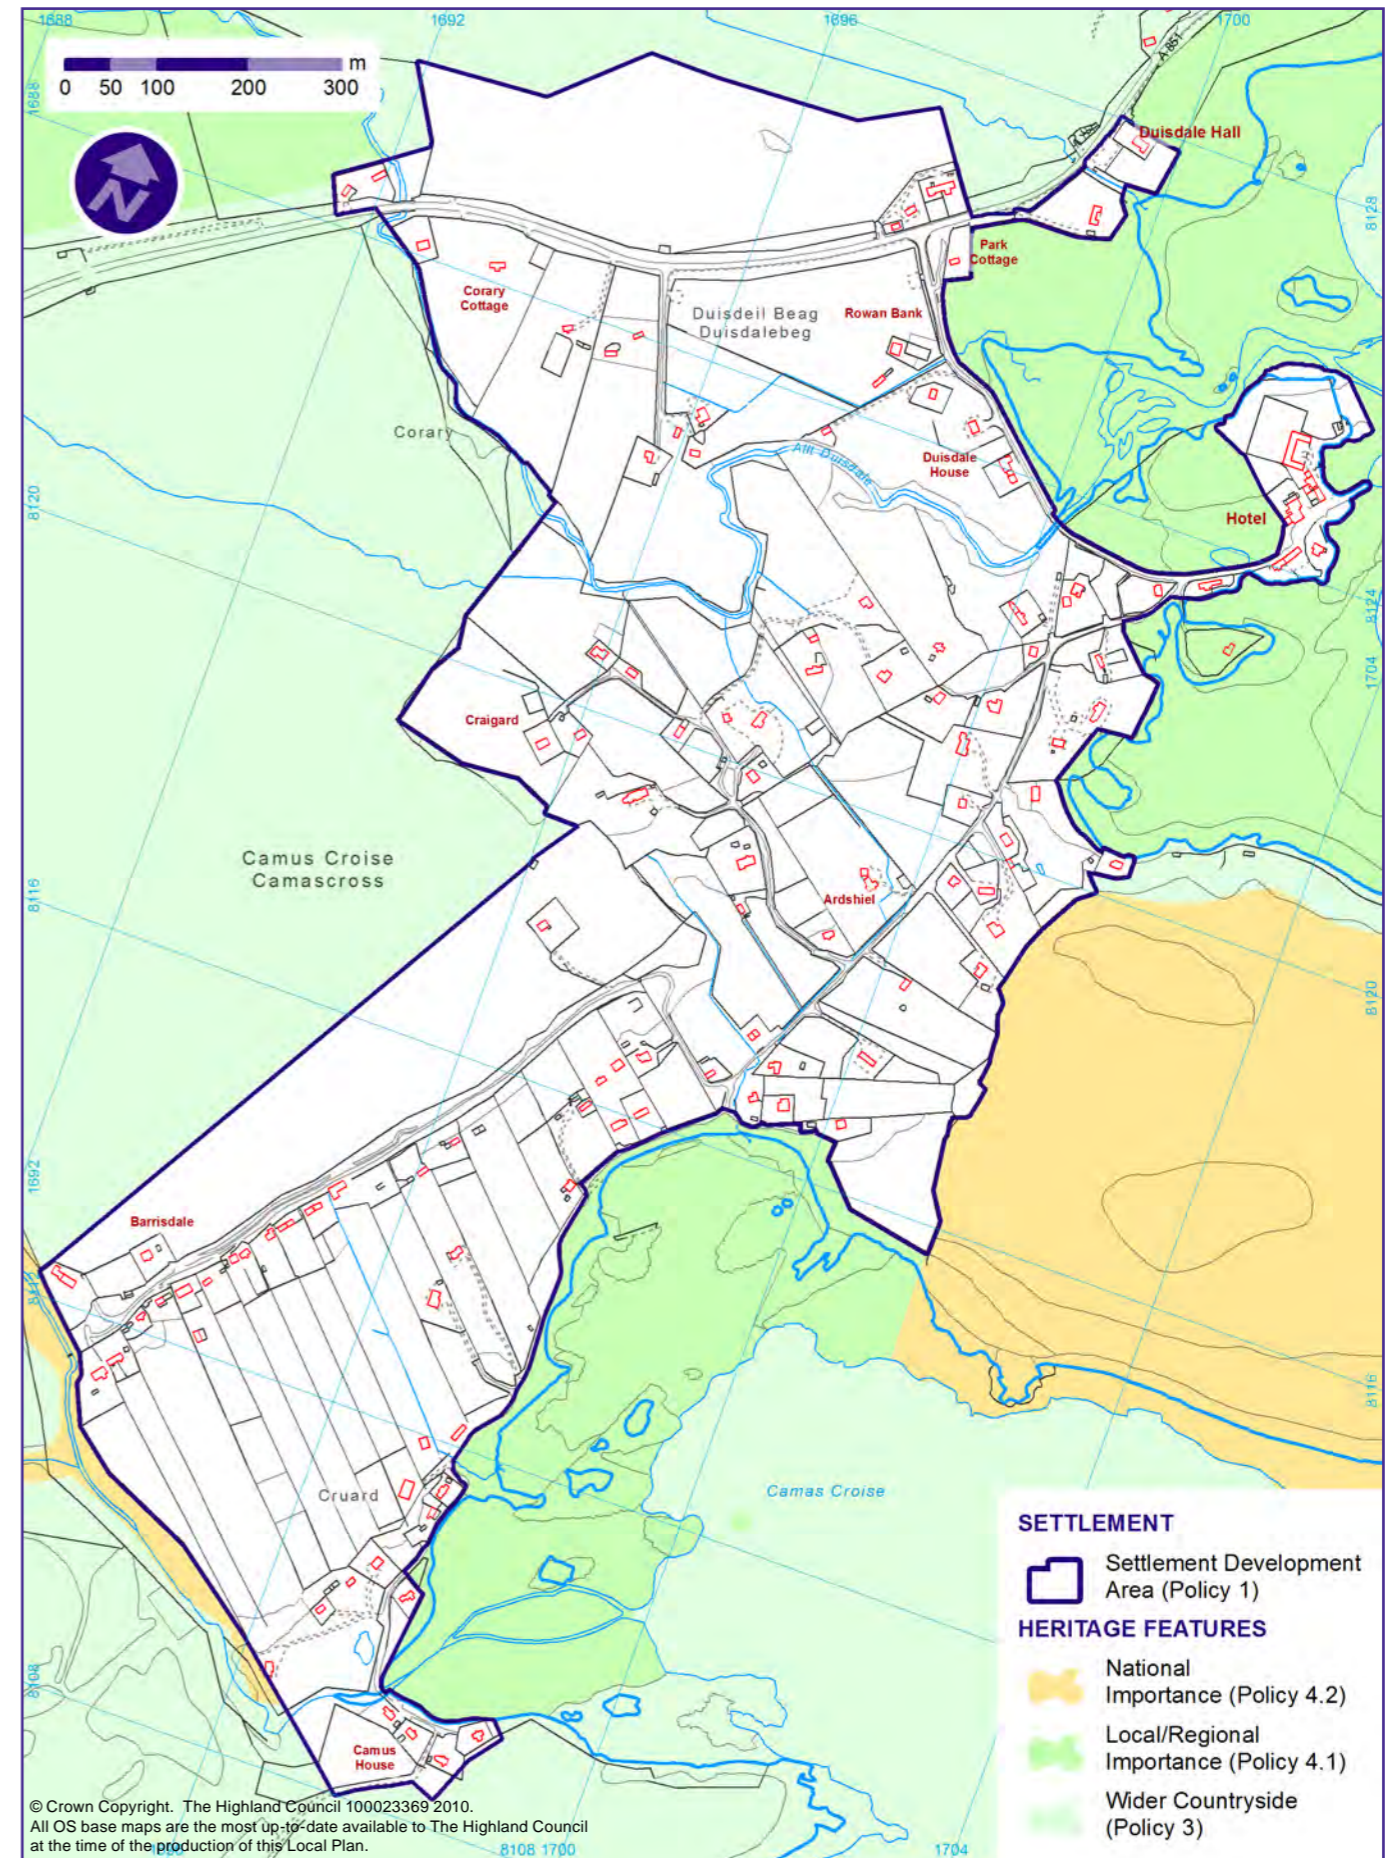 1688
1692
1696
1700
A 851
m
0 50 100 200 300
1688
N
Duisdale Hall
8128
Park
Cottage
Corary
Cottage
Duisdeil Beag
Duisdalebeg
Rowan Bank
Corary
Allt Duisdale
Duisdale
House
8120
Hotel
8124
1704
Craigard
Camus Croise
Camascross
8116
Ardshiel
8120
1692
Barrisdale
8112
8116
Cruard
Camas Croise
8108
Camus
House
SETTLEMENT
Settlement Development
Area (Policy 1)
HERITAGE FEATURES
National
Importance (Policy 4.2)
Local/Regional
Importance (Policy 4.1)
Wider Countryside
(Policy 3)
© Crown Copyright. The Highland Council 100023369 2010.
All OS base maps are the most up-to-date available to The Highland Council
at the time of the production of this Local Plan.
8108 1700
1704